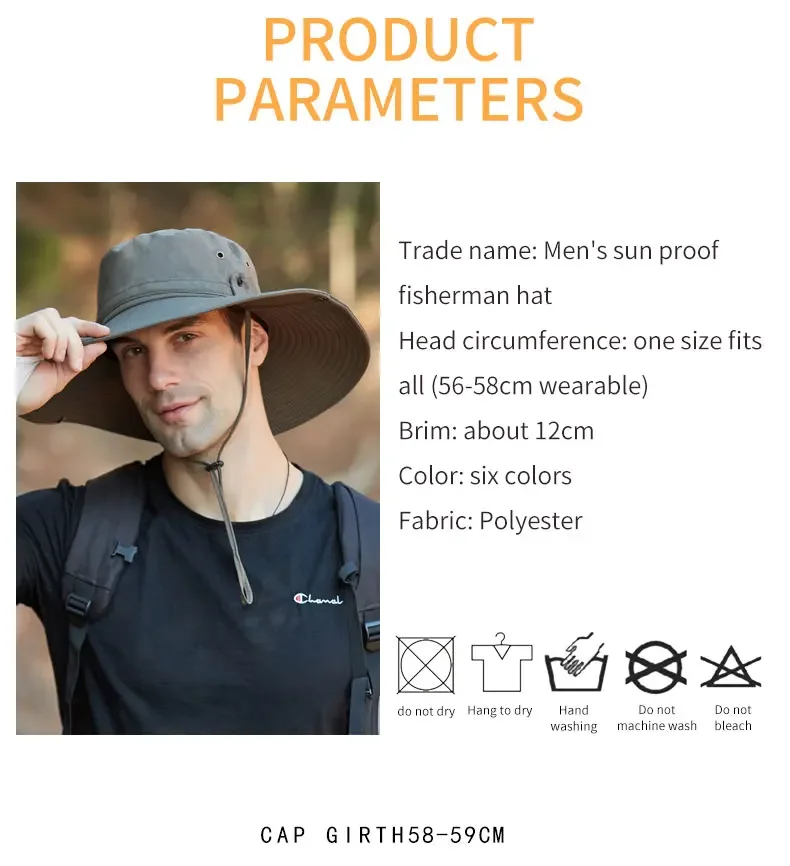 PRODUCT
PARAMETERS
Trade name: Men's sun proof
fisherman hat
Head circumference: one size fits
all (56-58cm wearable)
Brim: about 12cm
Color: six colors
Fabric: Polyester
Chanal
do not dry
Hang to dry
Hand
washing
Do not
machine wash
Do not
bleach
CAP GIRTH58-59CM